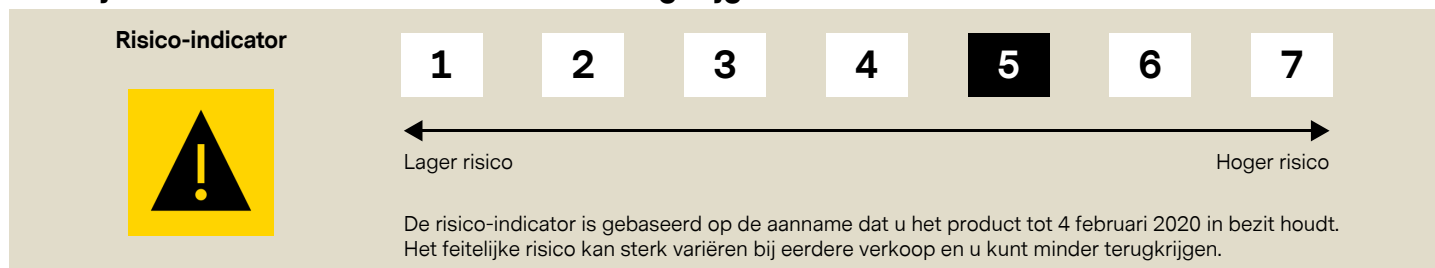 Risico-indicator
1 2 3 4 5 6 7
Lager risico Hoger risico
De risico-indicator is gebaseerd op de aanname dat u het product tot 4 februari 2020 in bezit houdt.
Het feitelijke risico kan sterk variëren bij eerdere verkoop en u kunt minder terugkrijgen.